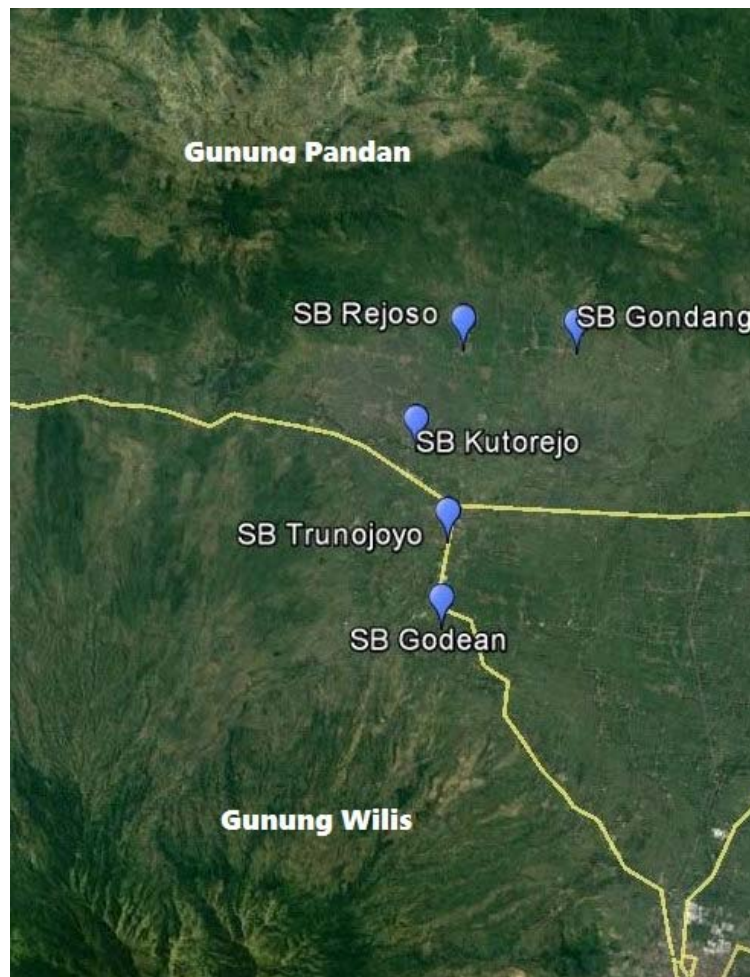 Gunung Pandan
SB Rejoso
SB Gondang
SB Kutorejo
SB Trunojoyo
SB Godean
Gunung Wilis